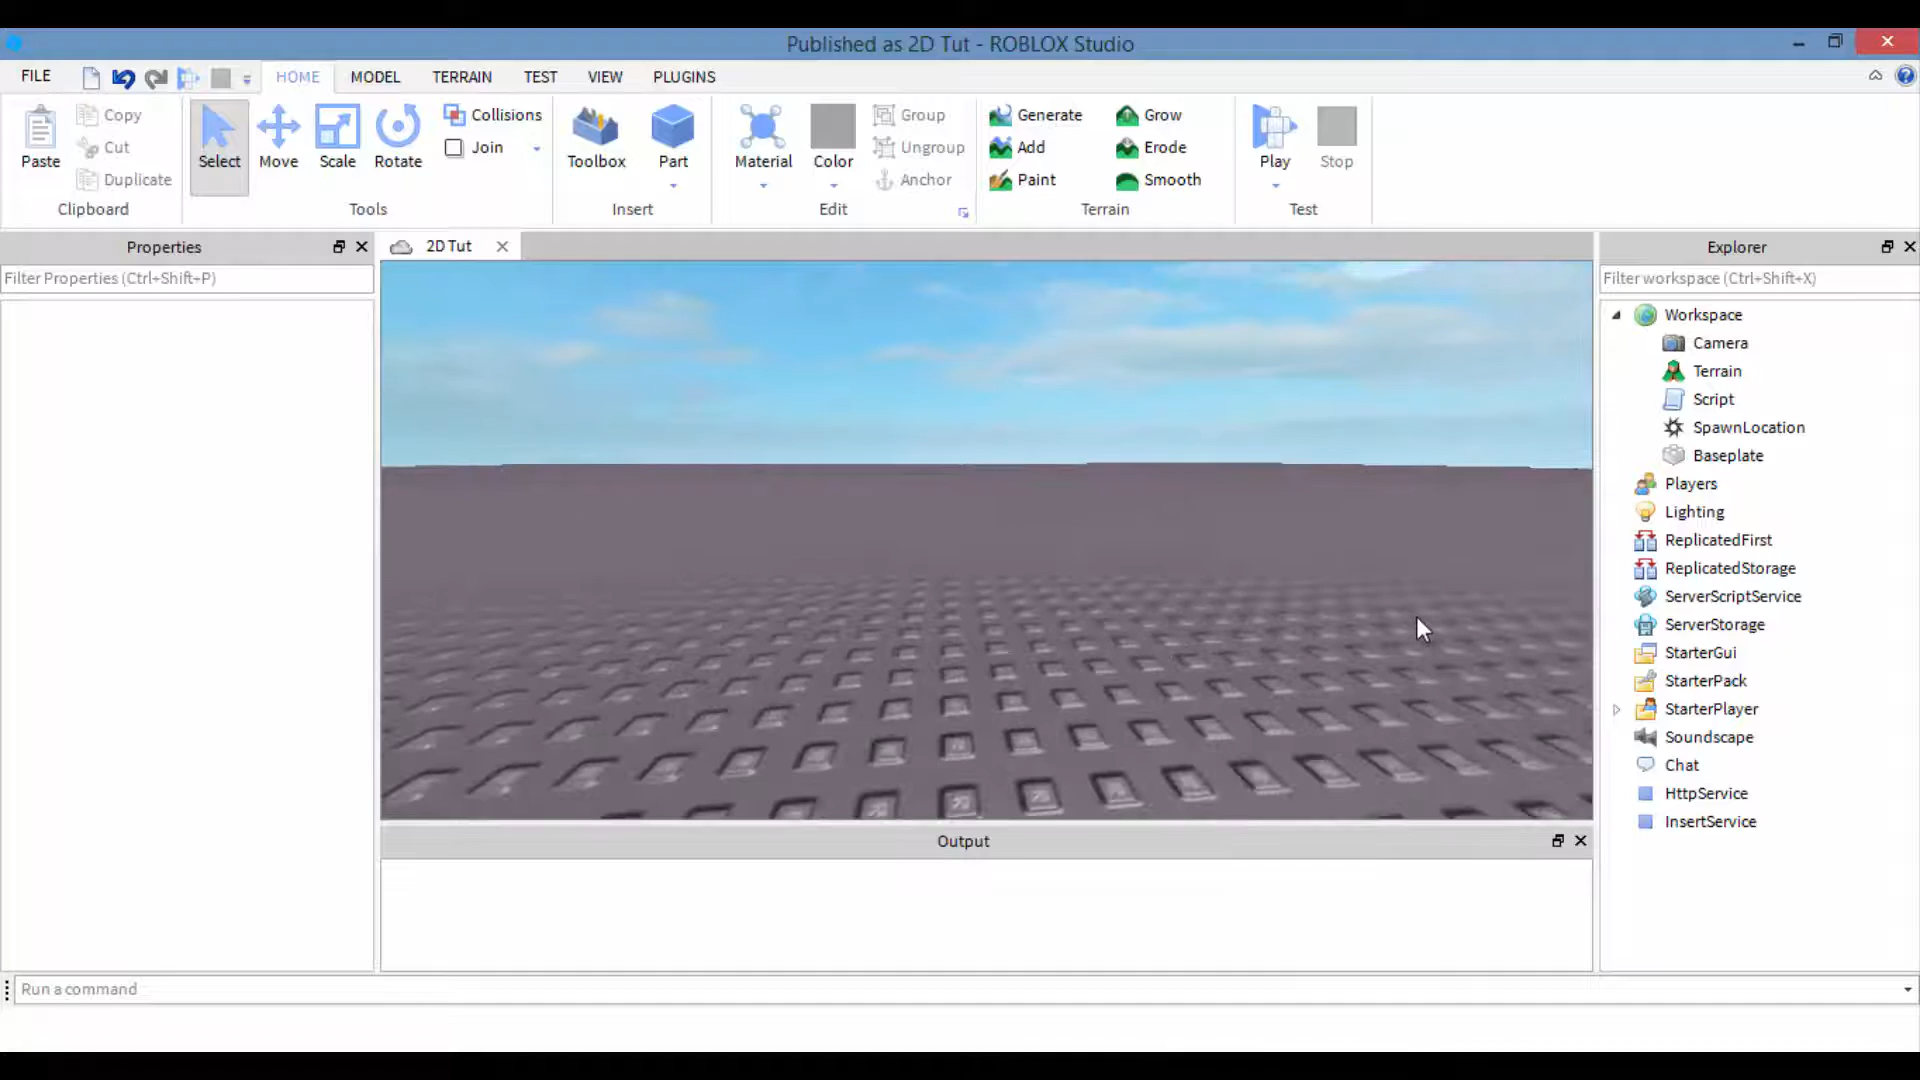 Published as 2D Tut - ROBLOX Studio
FILE HOME MODEL TERRAIN TEST VIEW PLUGINS
Paste
Copy
Cut
Duplicate
Clipboard
Select
Move
Scale
Rotate
Collisions
Join
Tools
Toolbox
Part
Insert
Material
Color
Group
Ungroup
Anchor
Edit
Generate
Add
Paint
Grow
Erode
Smooth
Terrain
Play
Stop
Test
Properties
Filter Properties (Ctrl+Shift+P)
2D Tut
Output
Run a command
Explorer
Filter workspace (Ctrl+Shift+X)
Workspace
Camera
Terrain
Script
SpawnLocation
Baseplate
Players
Lighting
ReplicatedFirst
ReplicatedStorage
ServerScriptService
ServerStorage
StarterGui
StarterPack
StarterPlayer
Soundscape
Chat
HttpService
InsertService